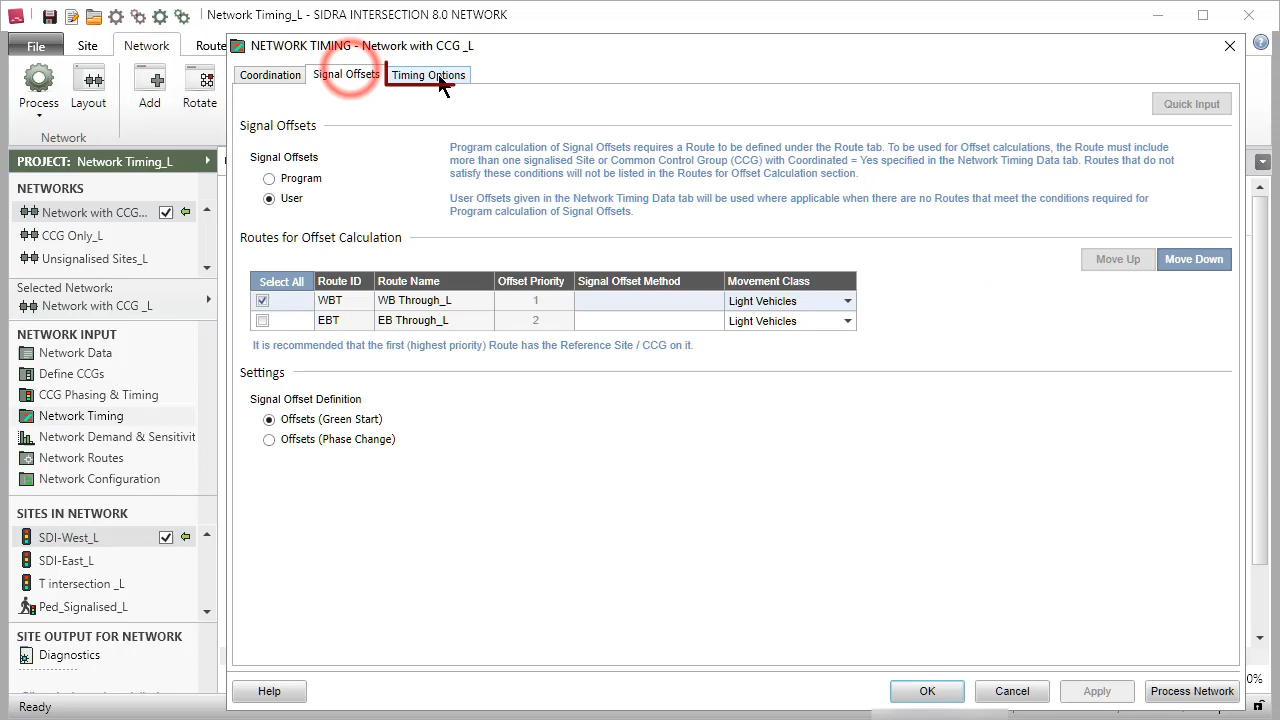 Network Timing_L - SIDRA INTERSECTION 8.0 NETWORK
File
Site
Network
Route
Process
Layout
Add
Rotate
Network
PROJECT: Network Timing_L
NETWORKS
Network with CCG...
CCG Only_L
Unsignalised Sites_L
Selected Network:
Network with CCG _L
NETWORK INPUT
Network Data
Define CCGs
CCG Phasing & Timing
Network Timing
Network Demand & Sensitivit
Network Routes
Network Configuration
SITES IN NETWORK
SDI-West_L
SDI-East_L
T intersection _L
Ped_Signalised_L
SITE OUTPUT FOR NETWORK
Diagnostics
Ready
NETWORK TIMING - Network with CCG _L
Coordination
Signal Offsets
Timing Options
Quick Input
Signal Offsets
Signal Offsets
Program
User
Program calculation of Signal Offsets requires a Route to be defined under the Route tab. To be used for Offset calculations, the Route must include
more than one signalised Site or Common Control Group (CCG) with Coordinated = Yes specified in the Network Timing Data tab. Routes that do not
satisfy these conditions will not be listed in the Routes for Offset Calculation section.
User Offsets given in the Network Timing Data tab will be used where applicable when there are no Routes that meet the conditions required for
Program calculation of Signal Offsets.
Routes for Offset Calculation
Move Up
Move Down
Select All Route ID Route Name Offset Priority Signal Offset Method Movement Class
WBT WB Through_L 1 Light Vehicles
EBT EB Through_L 2 Light Vehicles
It is recommended that the first (highest priority) Route has the Reference Site / CCG on it.
Settings
Signal Offset Definition
Offsets (Green Start)
Offsets (Phase Change)
Help
OK
Cancel
Apply
Process Network
0%